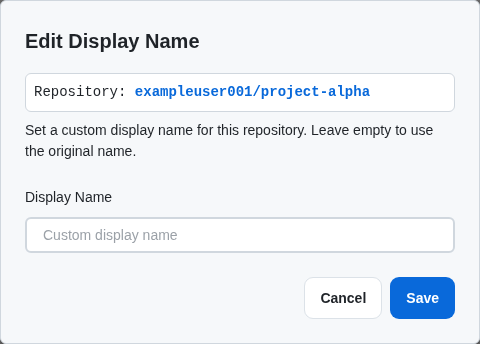 Edit Display Name
Repository: exampleuser001/project-alpha
Set a custom display name for this repository. Leave empty to use
the original name.
Display Name
Custom display name
Cancel Save